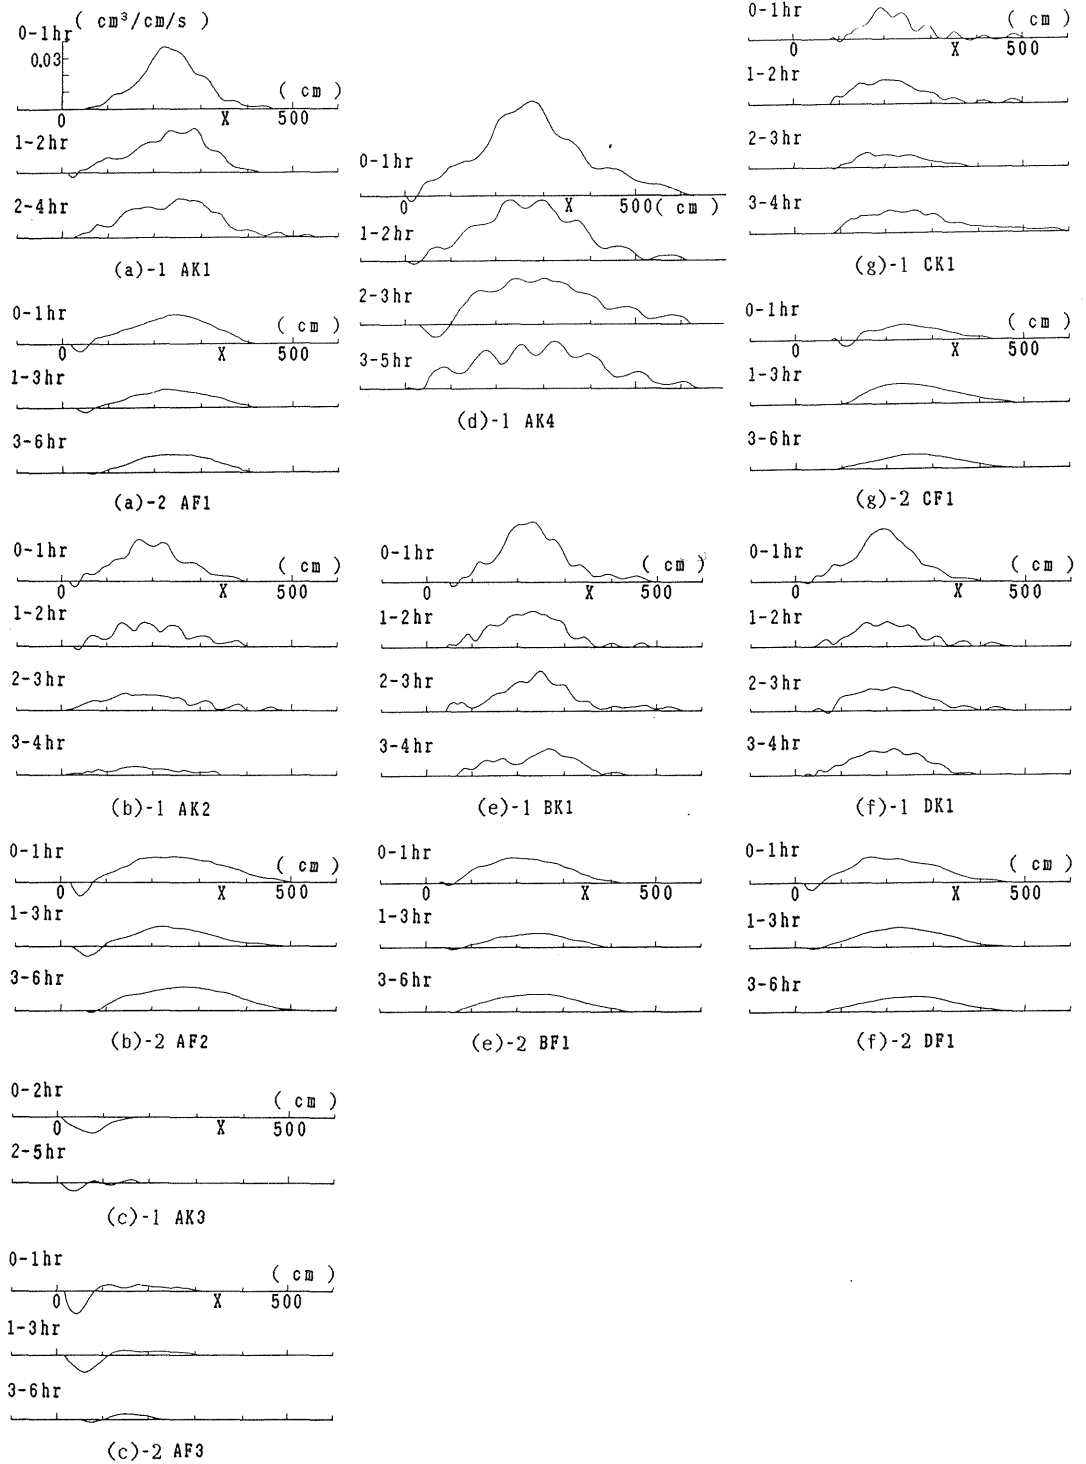 ( cm³/cm/s )
0-1hr
0.03
( cm )
0 X 500
1-2hr
2-4hr
(a)-1 AK1
0-1hr
( cm )
0 X 500
1-3hr
3-6hr
(a)-2 AF1
0-1hr
( cm )
0 X 500
1-2hr
2-3hr
3-4hr
(b)-1 AK2
0-1hr
( cm )
0 X 500
1-3hr
3-6hr
(b)-2 AF2
0-2hr
( cm )
0 X 500
2-5hr
(c)-1 AK3
0-1hr
( cm )
0 X 500
1-3hr
3-6hr
(c)-2 AF3
0-1hr
0 X 500( cm )
1-2hr
2-3hr
3-5hr
(d)-1 AK4
0-1hr
( cm )
0 X 500
1-2hr
2-3hr
3-4hr
(e)-1 BK1
0-1hr
0 X 500
1-3hr
3-6hr
(e)-2 BF1
0-1hr
( cm )
0 X 500
1-2hr
2-3hr
3-4hr
(g)-1 CK1
0-1hr
( cm )
0 X 500
1-3hr
3-6hr
(g)-2 CF1
0-1hr
( cm )
0 X 500
1-2hr
2-3hr
3-4hr
(f)-1 DK1
0-1hr
( cm )
0 X 500
1-3hr
3-6hr
(f)-2 DF1